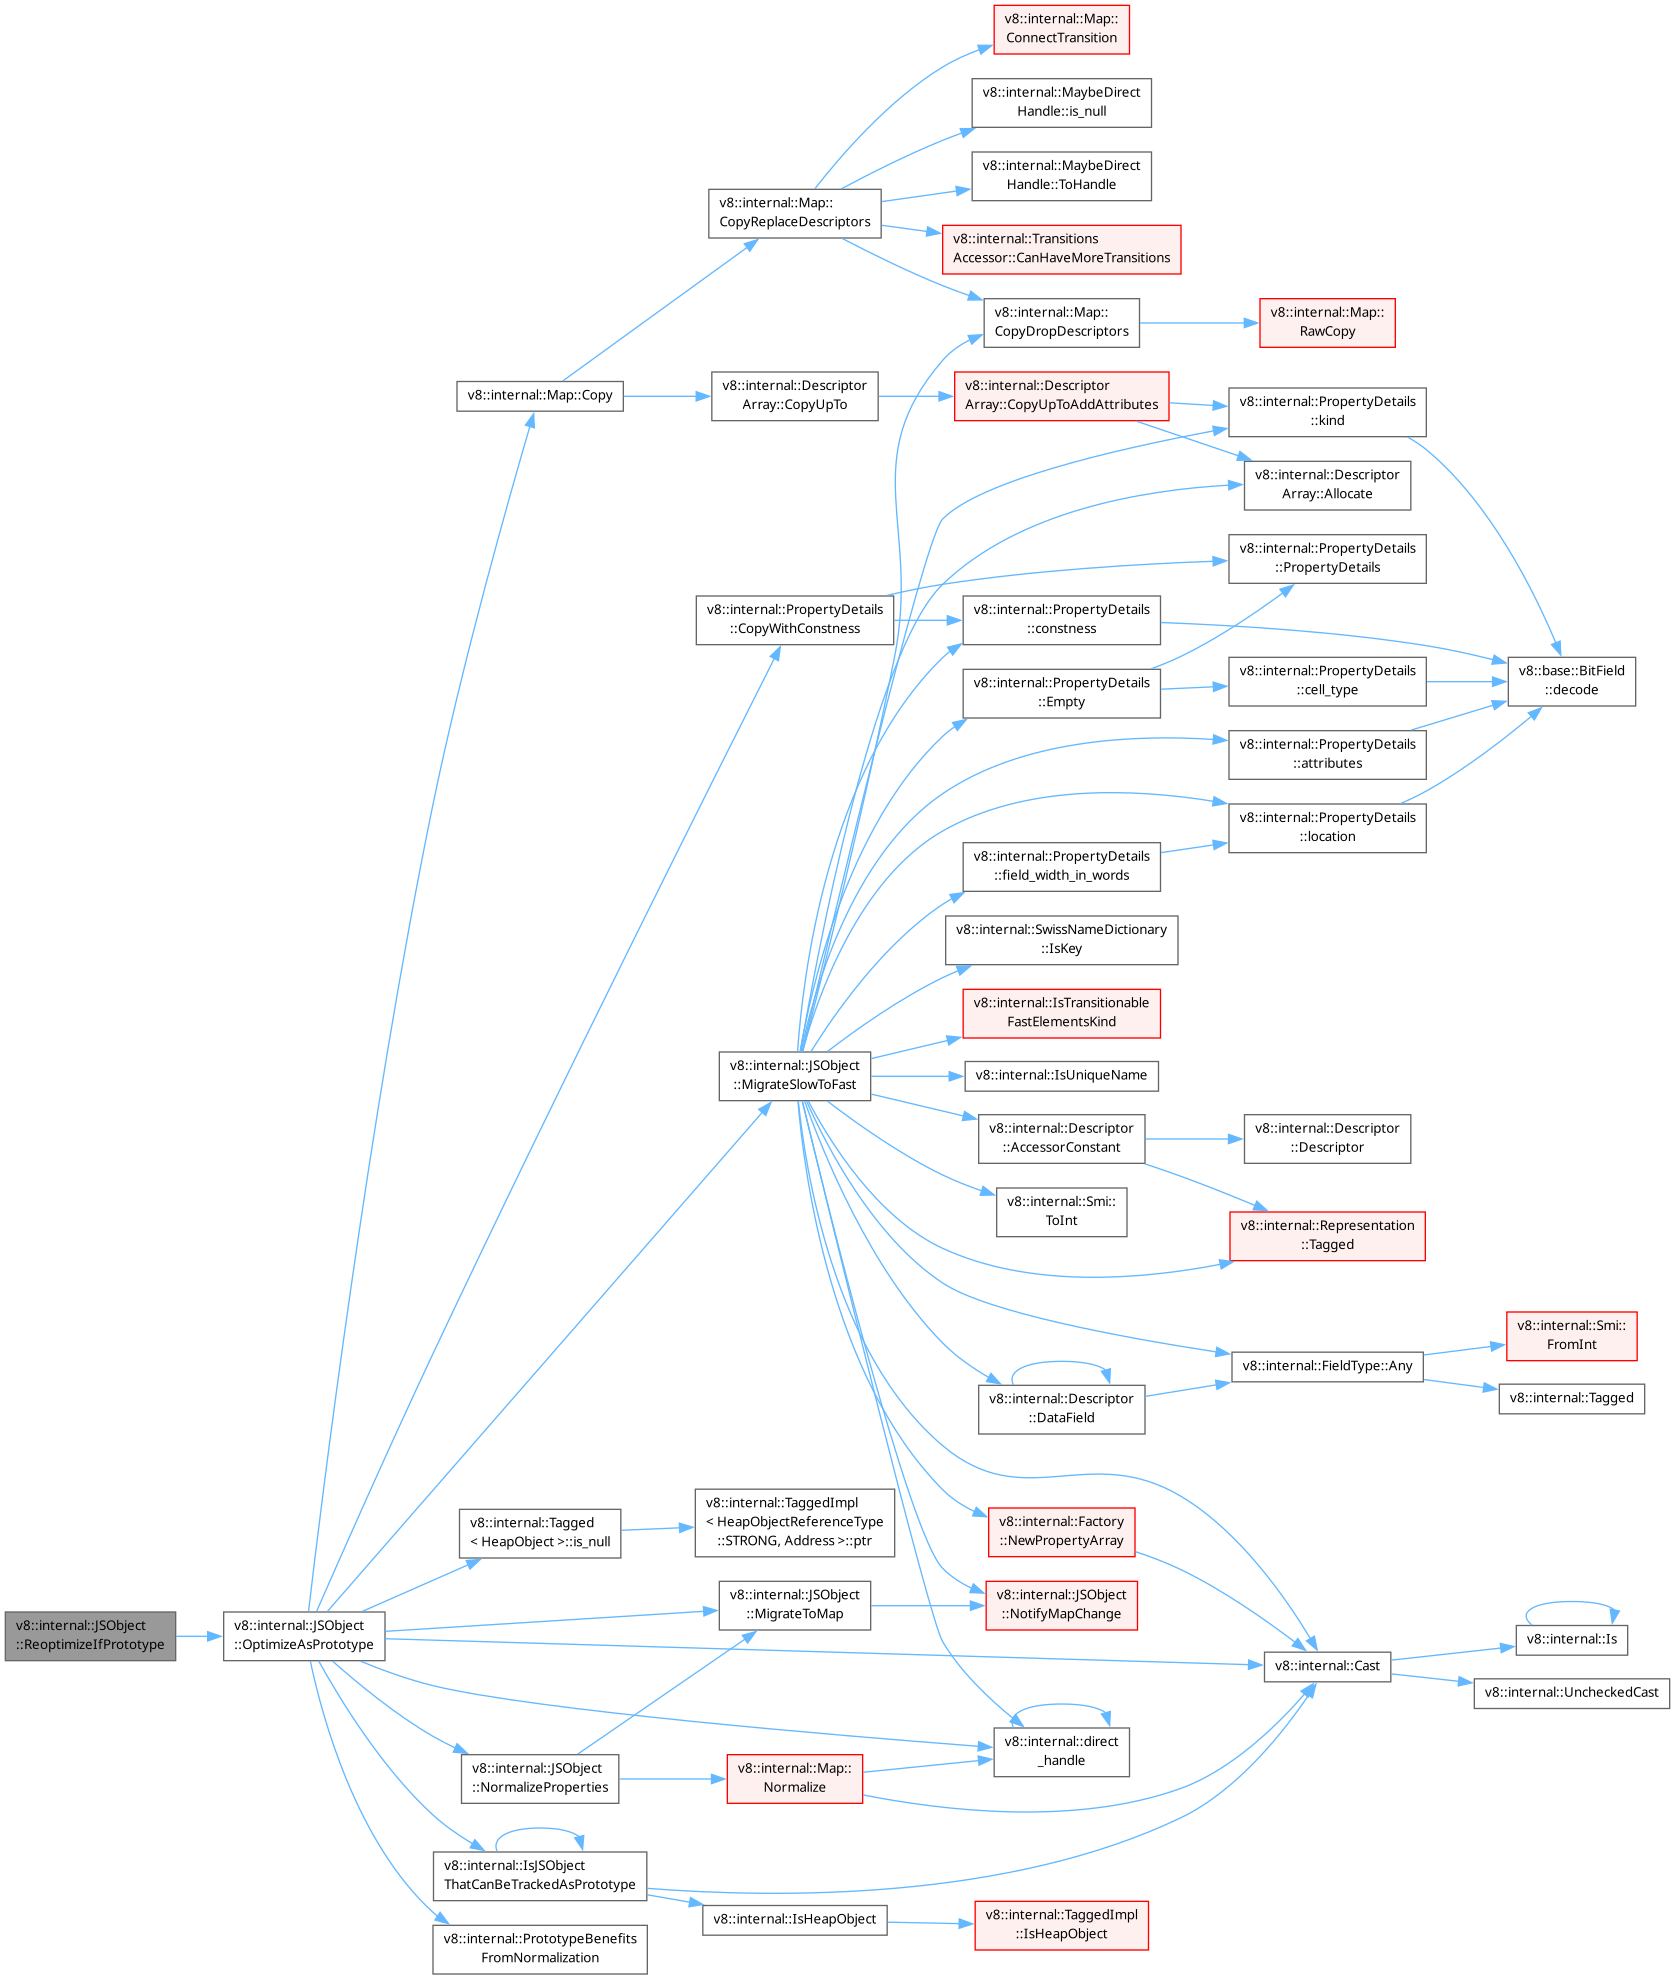 v8::internal::Map::
ConnectTransition
v8::internal::MaybeDirect
Handle::is_null
v8::internal::MaybeDirect
Handle::ToHandle
v8::internal::Map::
CopyReplaceDescriptors
v8::internal::Transitions
Accessor::CanHaveMoreTransitions
v8::internal::Map::
CopyDropDescriptors
v8::internal::Map::
RawCopy
v8::internal::Map::Copy
v8::internal::Descriptor
Array::CopyUpTo
v8::internal::Descriptor
Array::CopyUpToAddAttributes
v8::internal::PropertyDetails
::kind
v8::internal::Descriptor
Array::Allocate
v8::internal::PropertyDetails
::PropertyDetails
v8::internal::PropertyDetails
::CopyWithConstness
v8::internal::PropertyDetails
::constness
v8::internal::PropertyDetails
::Empty
v8::internal::PropertyDetails
::cell_type
v8::base::BitField
::decode
v8::internal::PropertyDetails
::attributes
v8::internal::PropertyDetails
::location
v8::internal::PropertyDetails
::field_width_in_words
v8::internal::SwissNameDictionary
::IsKey
v8::internal::IsTransitionable
FastElementsKind
v8::internal::JSObject
::MigrateSlowToFast
v8::internal::IsUniqueName
v8::internal::Descriptor
::AccessorConstant
v8::internal::Descriptor
::Descriptor
v8::internal::Smi::
ToInt
v8::internal::Representation
::Tagged
v8::internal::Smi::
FromInt
v8::internal::FieldType::Any
v8::internal::Tagged
v8::internal::Descriptor
::DataField
v8::internal::Tagged
< HeapObject >::is_null
v8::internal::TaggedImpl
< HeapObjectReferenceType
::STRONG, Address >::ptr
v8::internal::Factory
::NewPropertyArray
v8::internal::JSObject
::MigrateToMap
v8::internal::JSObject
::NotifyMapChange
v8::internal::JSObject
::ReoptimizeIfPrototype
v8::internal::JSObject
::OptimizeAsPrototype
v8::internal::Cast
v8::internal::Is
v8::internal::UncheckedCast
v8::internal::direct
_handle
v8::internal::JSObject
::NormalizeProperties
v8::internal::Map::
Normalize
v8::internal::IsJSObject
ThatCanBeTrackedAsPrototype
v8::internal::IsHeapObject
v8::internal::TaggedImpl
::IsHeapObject
v8::internal::PrototypeBenefits
FromNormalization